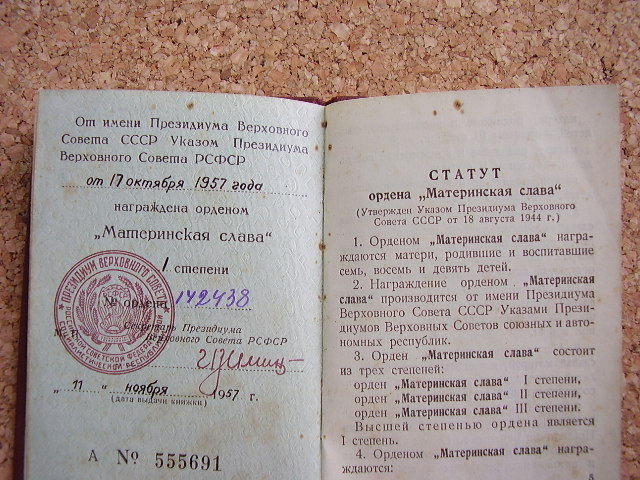 От имени Президиума Верховного
Совета СССР Указом Президиума
Верховного Совета РСФСР
от 17 октября 1957 года
награждена орденом
„Материнская слава“
I степени
№ ордена 142438
Секретарь Президиума
Верховного Совета РСФСР
М.
„ 11 “ ноября 1957 г.
(дата выдачи книжки)
А № 555691
ПРЕЗИДИУМ ВЕРХОВНОГО СОВЕТА
СТАТУТ
ордена „Материнская слава“
(Утвержден Указом Президиума Верховного
Совета СССР от 18 августа 1944 г.)
1. Орденом „Материнская слава“ награ-
ждаются матери, родившие и воспитавшие
семь, восемь и девять детей.
2. Награждение орденом „Материнская
слава“ производится от имени Президиума
Верховного Совета СССР Указами Прези-
диумов Верховных Советов союзных и авто-
номных республик.
3. Орден „Материнская слава“ состоит
из трех степеней:
орден „Материнская слава“ I степени,
орден „Материнская слава“ II степени,
орден „Материнская слава“ III степени.
Высшей степенью ордена является
I степень.
4. Орденом „Материнская слава“ награ-
ждаются: